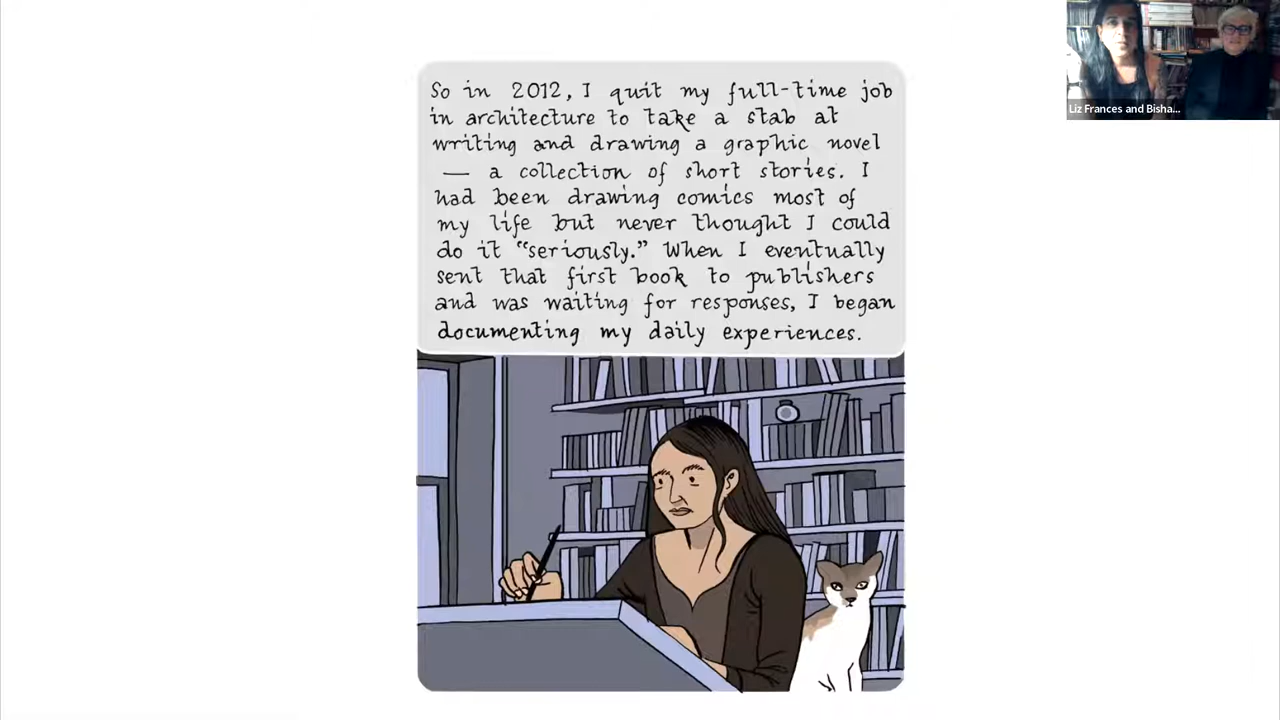 So in 2012, I quit my full-time job
in architecture to take a stab at
writing and drawing a graphic novel
— a collection of short stories. I
had been drawing comics most of
my life but never thought I could
do it “seriously.” When I eventually
sent that first book to publishers
and was waiting for responses, I began
documenting my daily experiences.
Liz Frances and Bisha...